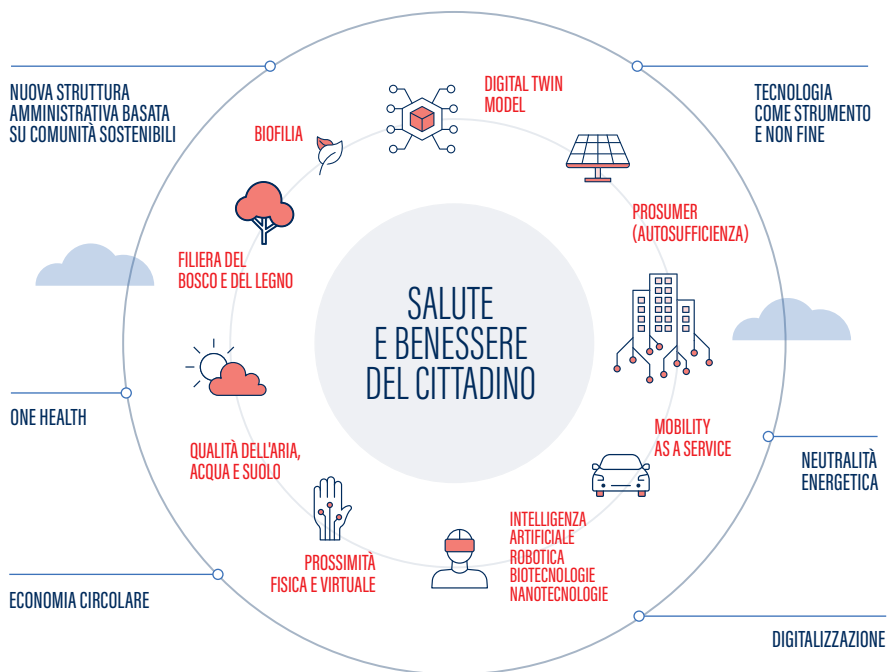 NUOVA STRUTTURA
AMMINISTRATIVA BASATA
SU COMUNITÀ SOSTENIBILI
BIOFILIA
DIGITAL TWIN
MODEL
TECNOLOGIA
COME STRUMENTO
E NON FINE
PROSUMER
(AUTOSUFFICIENZA)
FILIERA DEL
BOSCO E DEL LEGNO
SALUTE
E BENESSERE
DEL CITTADINO
ONE HEALTH
QUALITÀ DELL'ARIA,
ACQUA E SUOLO
MOBILITY
AS A SERVICE
NEUTRALITÀ
ENERGETICA
INTELLIGENZA
ARTIFICIALE
ROBOTICA
BIOTECNOLOGIE
NANOTECNOLOGIE
PROSSIMITÀ
FISICA E VIRTUALE
ECONOMIA CIRCOLARE
DIGITALIZZAZIONE